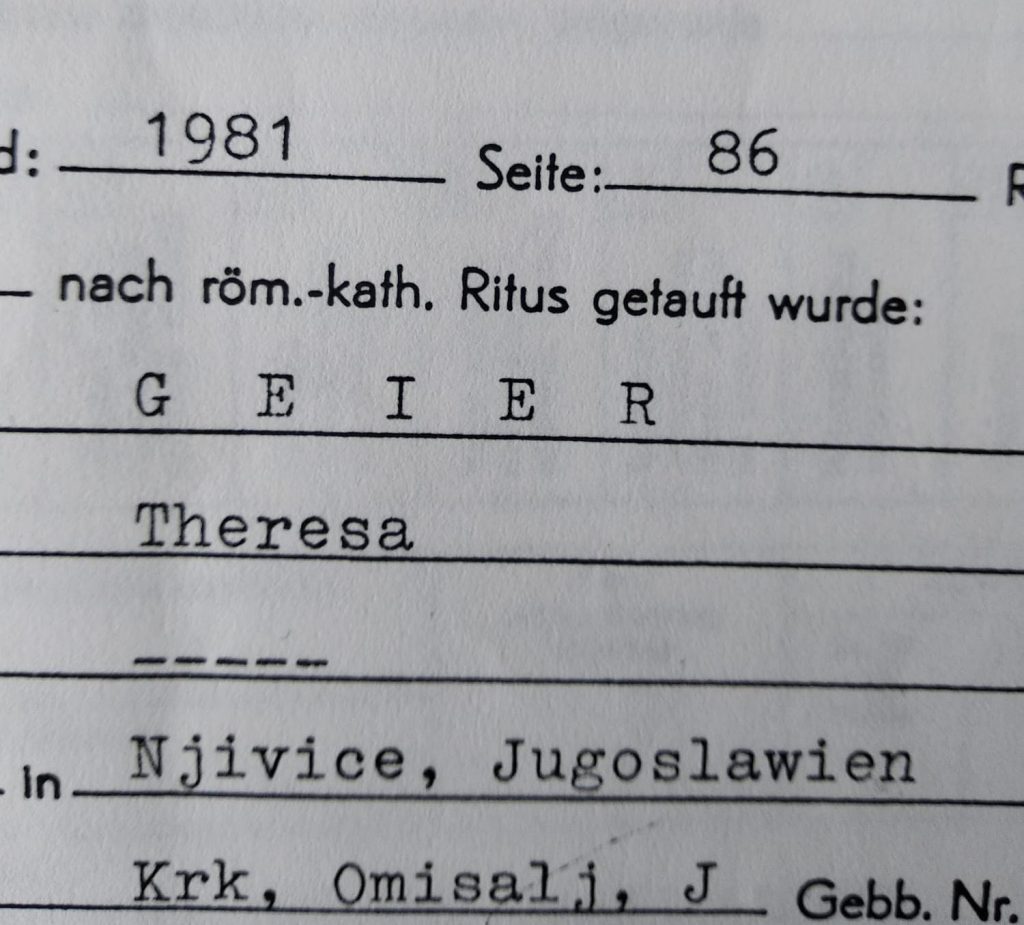 d: 1981 Seite: 86 R
nach röm.-kath. Ritus getauft wurde:
G E I E R
Theresa
-----
in Njivice, Jugoslawien
Krk, Omisalj, J Gebb. Nr.